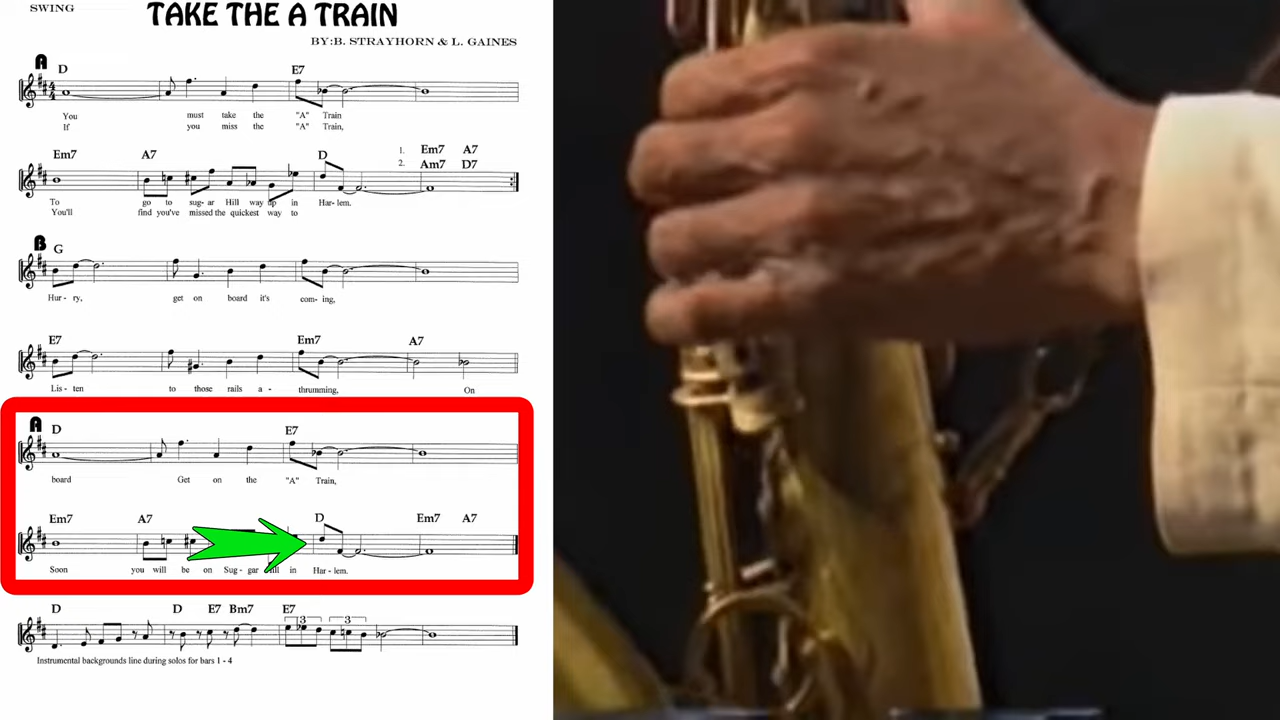 SWING
TAKE THE A TRAIN
BY:B. STRAYHORN & L. GAINES
A
D E7
4 4
You must take the "A" Train
If you miss the "A" Train,
Em7 A7 D 1. Em7 A7
2. Am7 D7
To go to sug- ar Hill way up in Har- lem.
You'll find you've missed the quickest way to
B
G
Hur - ry, get on board it's com- ing,
E7 Em7 A7
Lis - ten to those rails a - thrumming, On
A
D E7
board Get on the "A" Train,
Em7 A7 D Em7 A7
Soon you will be on Sug - gar in Har- lem.
D D E7 Bm7 E7
3 3
Instrumental backgrounds line during solos for bars 1 - 4